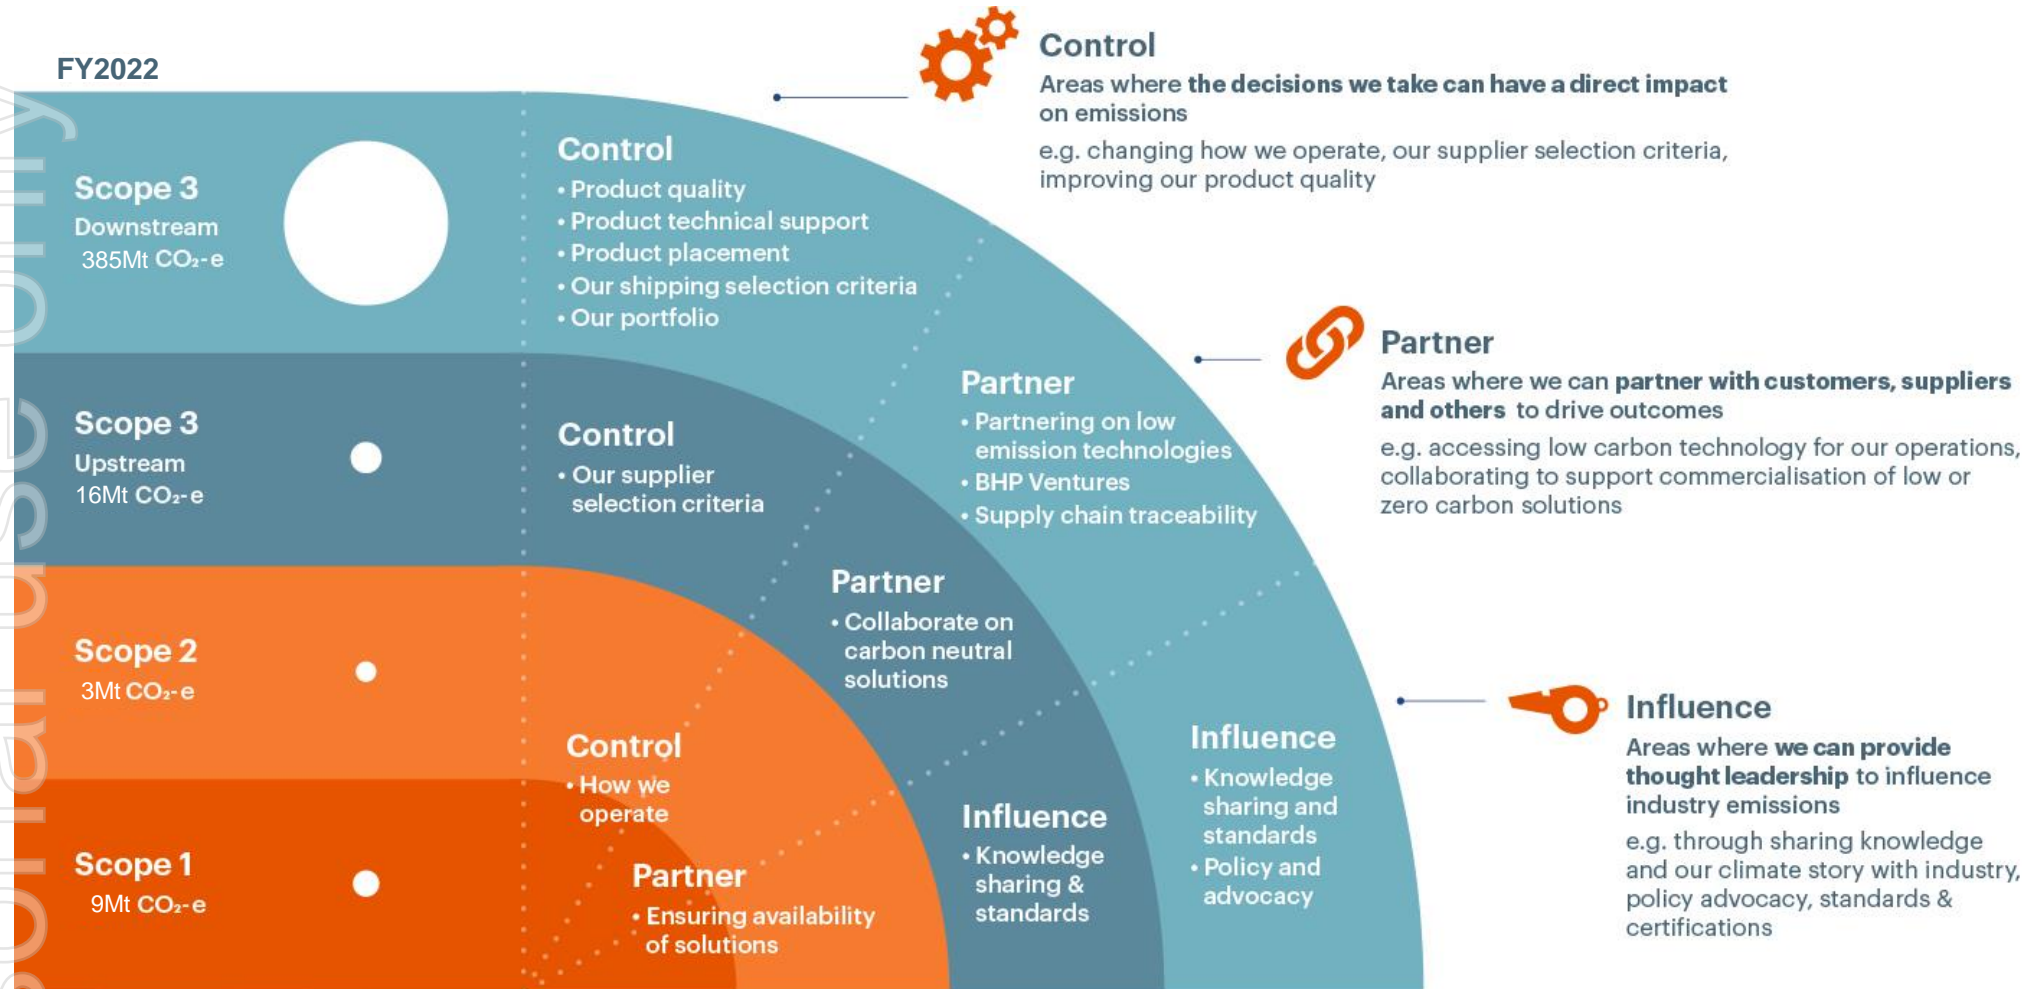 FY2022
Control
Areas where the decisions we take can have a direct impact
on emissions
e.g. changing how we operate, our supplier selection criteria,
improving our product quality
Scope 3
Downstream
385Mt CO₂-e
Control
• Product quality
• Product technical support
• Product placement
• Our shipping selection criteria
• Our portfolio
Partner
• Partnering on low
emission technologies
• BHP Ventures
• Supply chain traceability
Partner
Areas where we can partner with customers, suppliers
and others to drive outcomes
e.g. accessing low carbon technology for our operations,
collaborating to support commercialisation of low or
zero carbon solutions
Scope 3
Upstream
16Mt CO₂-e
Control
• Our supplier
selection criteria
Partner
• Collaborate on
carbon neutral
solutions
Scope 2
3Mt CO₂-e
Control
• How we
operate
Influence
• Knowledge
sharing &
standards
Influence
• Knowledge
sharing and
standards
• Policy and
advocacy
Influence
Areas where we can provide
thought leadership to influence
industry emissions
e.g. through sharing knowledge
and our climate story with industry,
policy advocacy, standards &
certifications
Scope 1
9Mt CO₂-e
Partner
• Ensuring availability
of solutions
use only